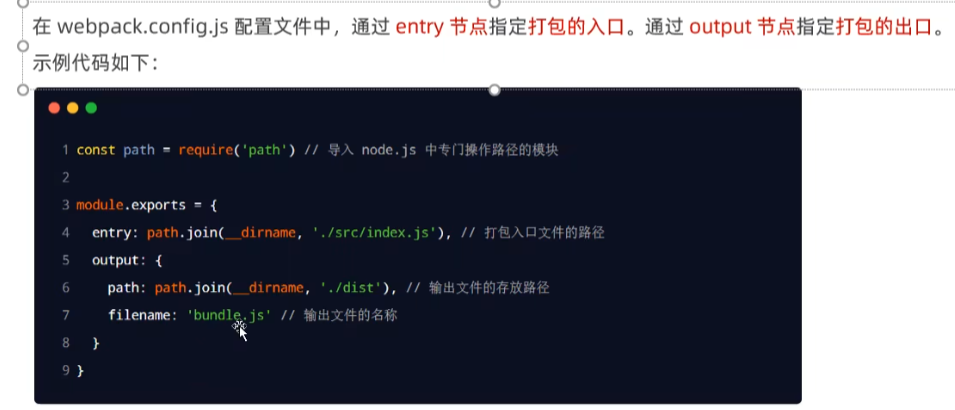 在 webpack.config.js 配置文件中，通过 entry 节点指定打包的入口。通过 output 节点指定打包的出口。
示例代码如下：
1 const path = require('path') // 导入 node.js 中专门操作路径的模块
2
3 module.exports = {
4   entry: path.join(__dirname, './src/index.js'), // 打包入口文件的路径
5   output: {
6     path: path.join(__dirname, './dist'), // 输出文件的存放路径
7     filename: 'bundle.js' // 输出文件的名称
8   }
9 }